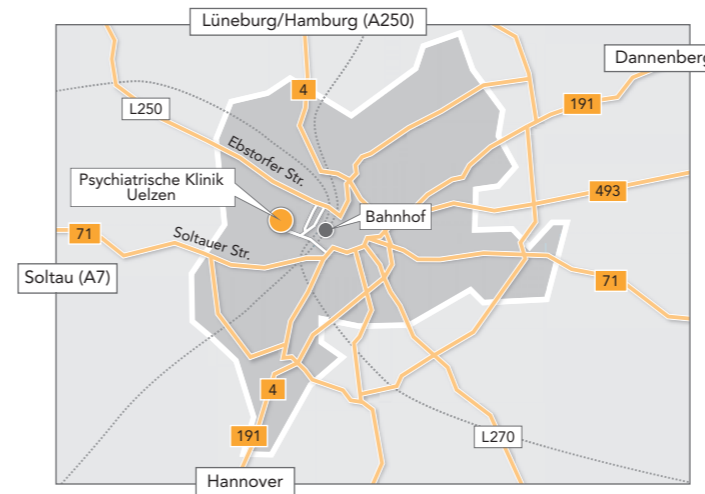 Lüneburg/Hamburg (A250)
Dannenberg
4
191
L250
Ebstorfer Str.
Psychiatrische Klinik
Uelzen
493
Bahnhof
71
Soltauer Str.
Soltau (A7)
71
4
191
L270
Hannover